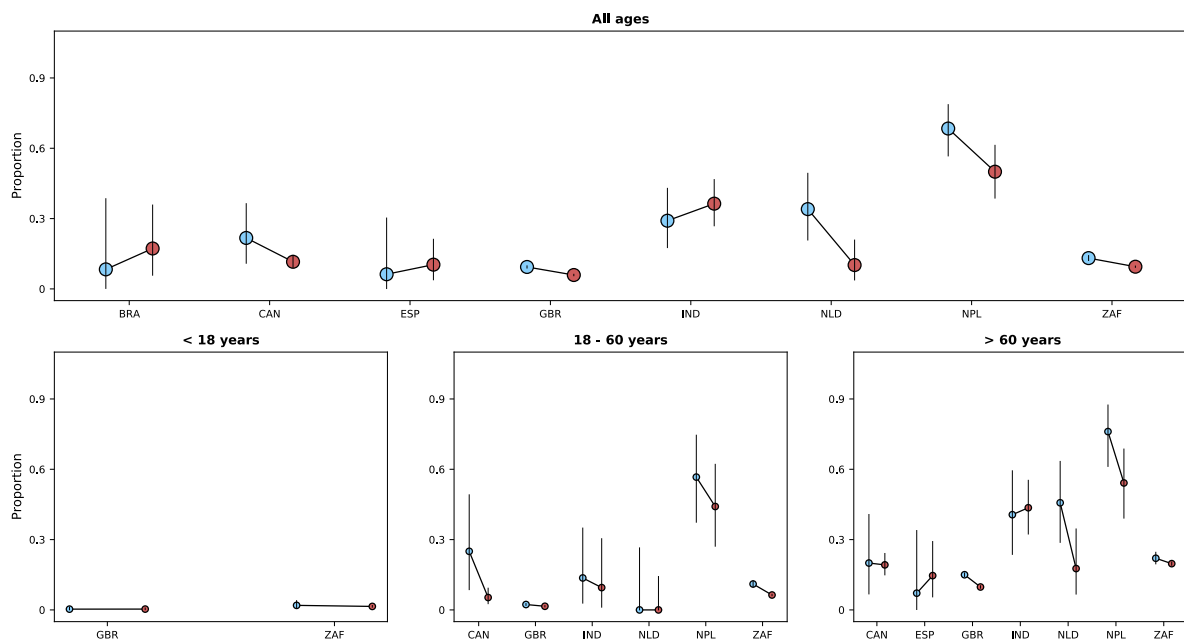 All ages
Proportion
0.9
0.6
0.3
0
BRA CAN ESP GBR IND NLD NPL ZAF
< 18 years
Proportion
0.9
0.6
0.3
0
GBR ZAF
18 - 60 years
0.9
0.6
0.3
0
CAN GBR IND NLD NPL ZAF
> 60 years
0.9
0.6
0.3
0
CAN ESP GBR IND NLD NPL ZAF